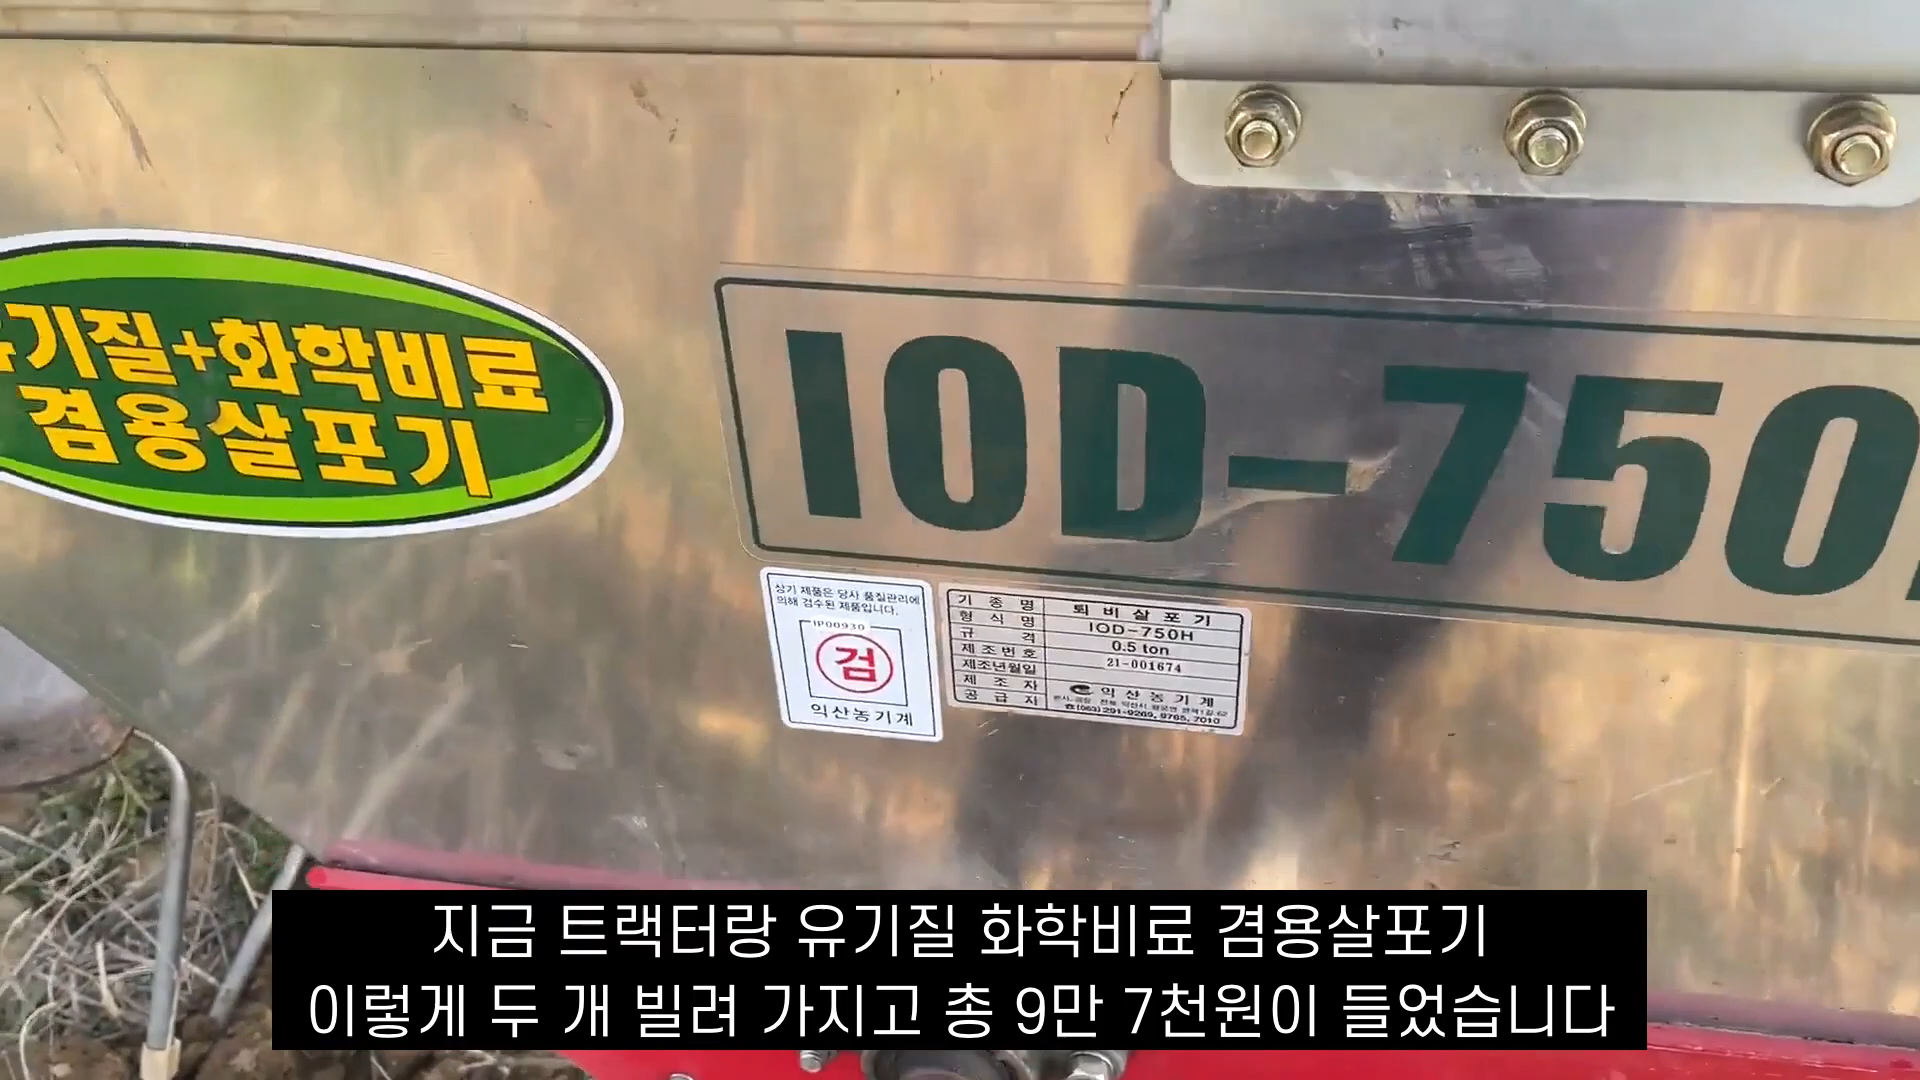 기질+화학비료
겸용살포기
IOD-750
상기 제품은 당사 품질관리에
의해 검수된 제품입니다.
IP00930
검
익산농기계
기종명 퇴비살포기
형식명 IOD-750H
규격 0.5 ton
제조번호 21-001674
제조년월일
제조자 익산농기계
공급자
☎(063)291-9269, 9765, 7010
지금 트랙터랑 유기질 화학비료 겸용살포기
이렇게 두 개 빌려 가지고 총 9만 7천원이 들었습니다